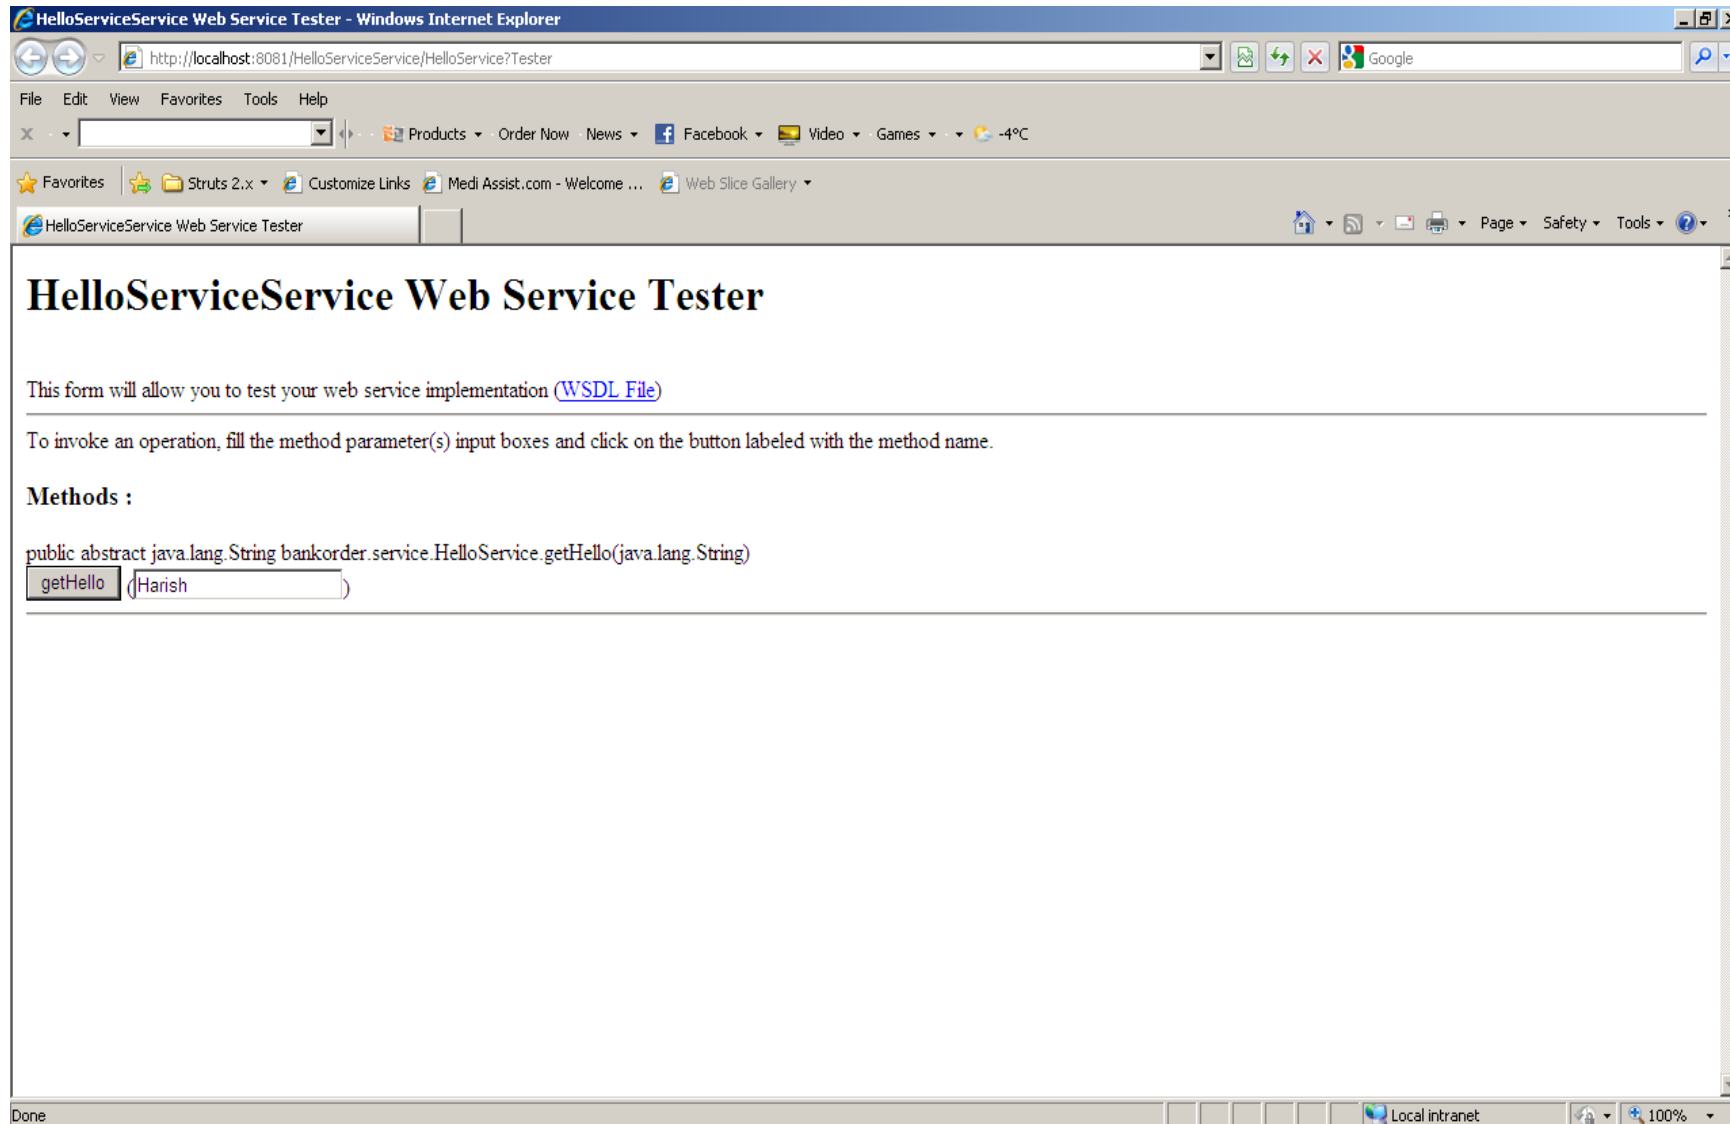 HelloServiceService Web Service Tester - Windows Internet Explorer
http://localhost:8081/HelloServiceService/HelloService?Tester
Google
File Edit View Favorites Tools Help
X Products Order Now News Facebook Video Games -4°C
Favorites Struts 2.x Customize Links Medi Assist.com - Welcome ... Web Slice Gallery
HelloServiceService Web Service Tester
Page Safety Tools
HelloServiceService Web Service Tester
This form will allow you to test your web service implementation (WSDL File)
To invoke an operation, fill the method parameter(s) input boxes and click on the button labeled with the method name.
Methods :
public abstract java.lang.String bankorder.service.HelloService.getHello(java.lang.String)
getHello (Harish)
Done Local intranet 100%